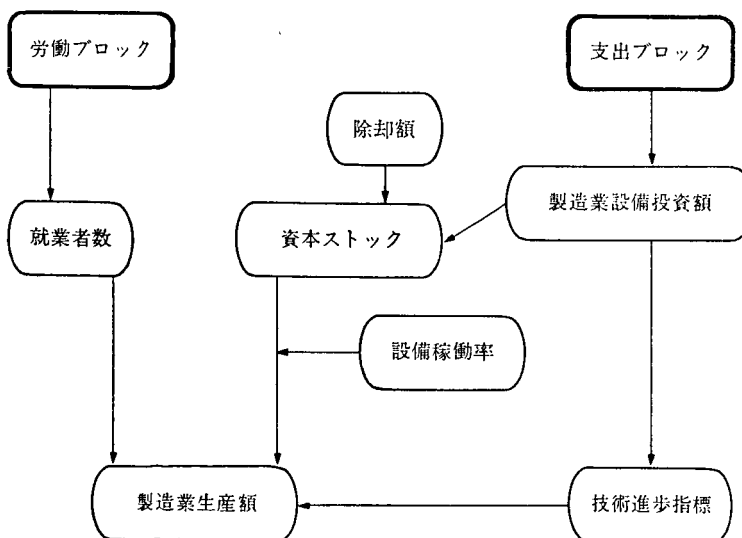 労働ブロック
支出ブロック
除却額
製造業設備投資額
就業者数
資本ストック
設備稼働率
製造業生産額
技術進歩指標